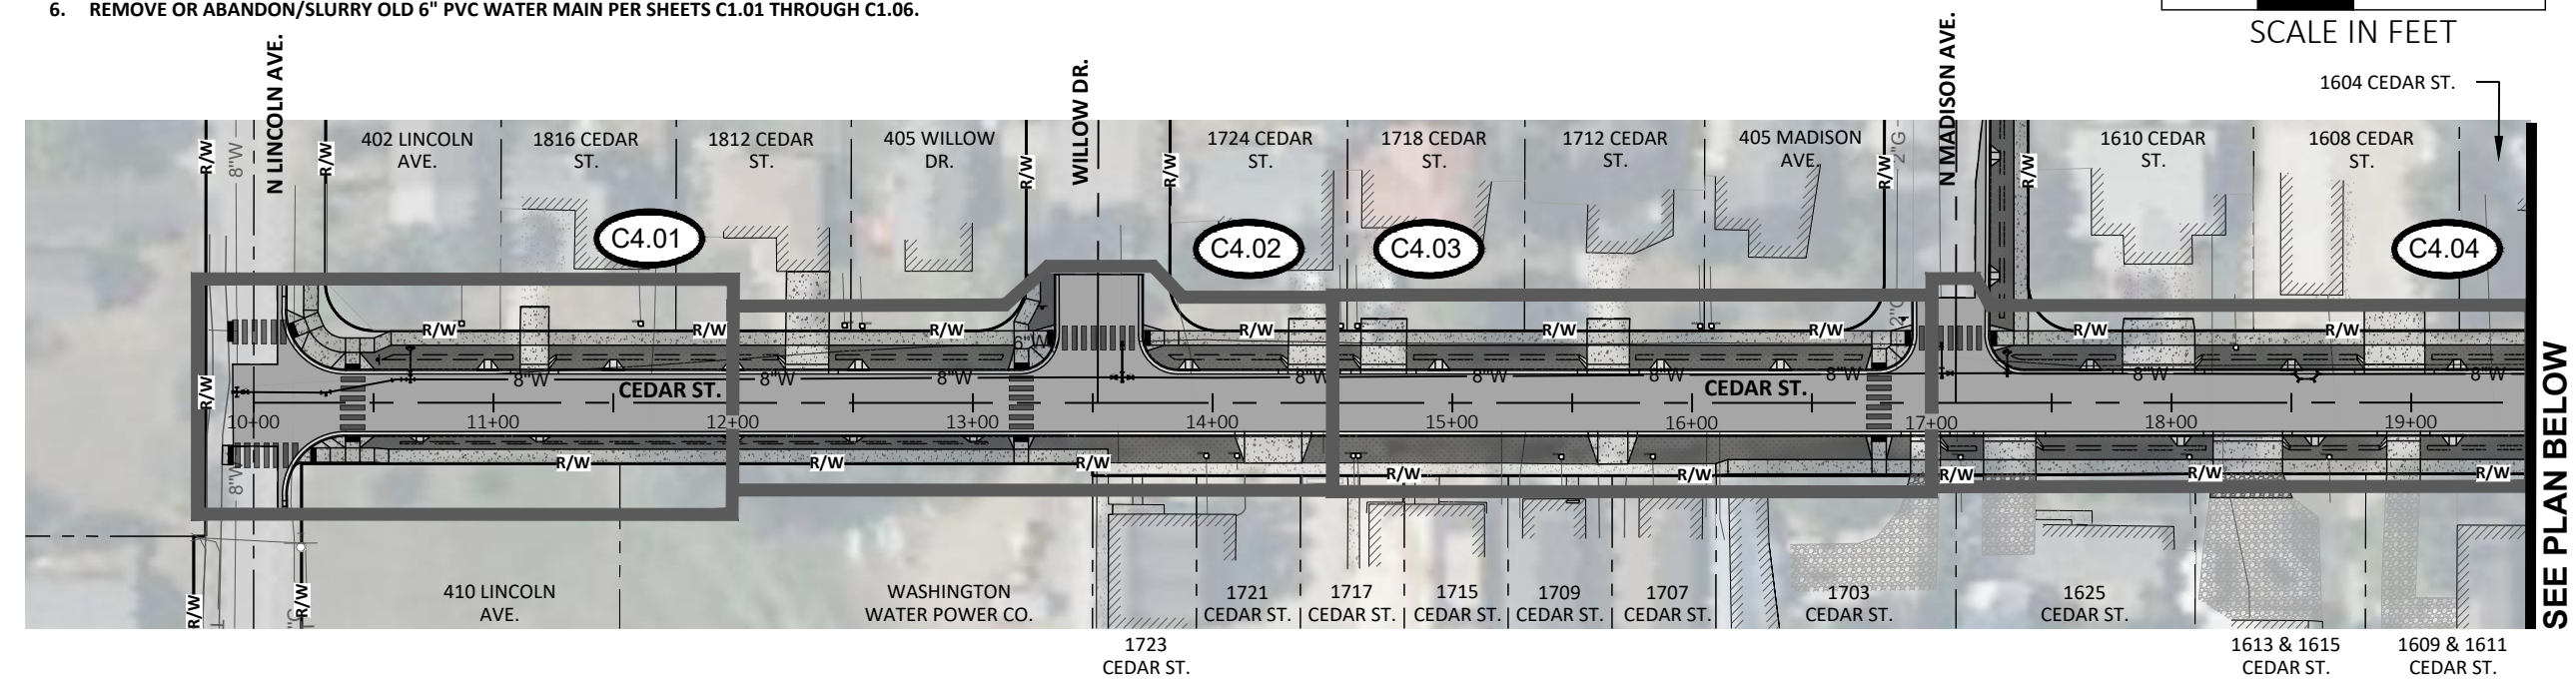 6. REMOVE OR ABANDON/SLURRY OLD 6" PVC WATER MAIN PER SHEETS C1.01 THROUGH C1.06.
SCALE IN FEET
N LINCOLN AVE.
WILLOW DR.
N MADISON AVE.
1604 CEDAR ST.
R/W
8"W
R/W
402 LINCOLN
AVE.
1816 CEDAR
ST.
1812 CEDAR
ST.
405 WILLOW
DR.
R/W
R/W
1724 CEDAR
ST.
1718 CEDAR
ST.
1712 CEDAR
ST.
405 MADISON
AVE.
R/W
2"G
R/W
1610 CEDAR
ST.
1608 CEDAR
ST.
C4.01
C4.02
C4.03
C4.04
2"G
R/W
R/W
R/W
R/W
R/W
R/W
R/W
R/W
6"W
R/W
8"W
8"W
8"W
8"W
8"W
8"W
8"W
8"W
8"W
CEDAR ST.
CEDAR ST.
10+00
11+00
12+00
13+00
14+00
15+00
16+00
17+00
18+00
19+00
8"W
R/W
R/W
R/W
R/W
R/W
R/W
R/W
R/W
R/W
R/W
"G
410 LINCOLN
AVE.
WASHINGTON
WATER POWER CO.
1721
CEDAR ST.
1717
CEDAR ST.
1715
CEDAR ST.
1709
CEDAR ST.
1707
CEDAR ST.
1703
CEDAR ST.
1625
CEDAR ST.
1723
CEDAR ST.
1613 & 1615
CEDAR ST.
1609 & 1611
CEDAR ST.
SEE PLAN BELOW